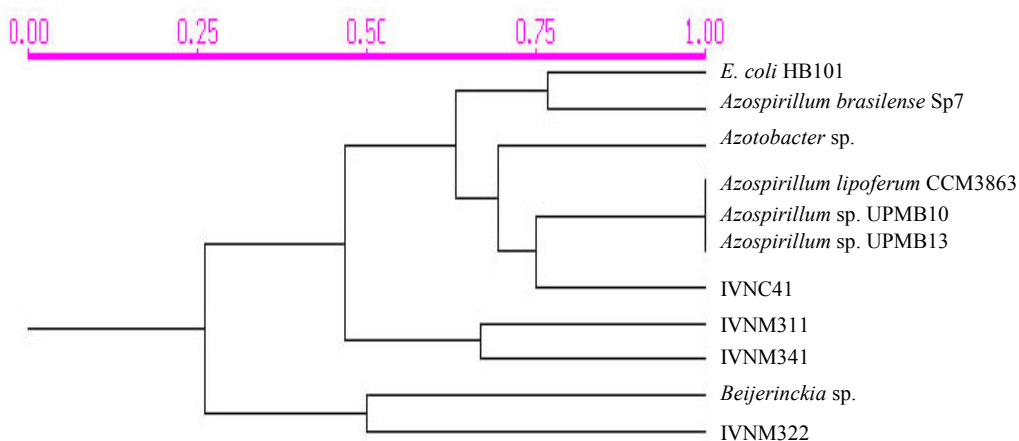 0.00 0.25 0.50 0.75 1.00
E. coli HB101
Azospirillum brasilense Sp7
Azotobacter sp.
Azospirillum lipoferum CCM3863
Azospirillum sp. UPMB10
Azospirillum sp. UPMB13
IVNC41
IVNM311
IVNM341
Beijerinckia sp.
IVNM322